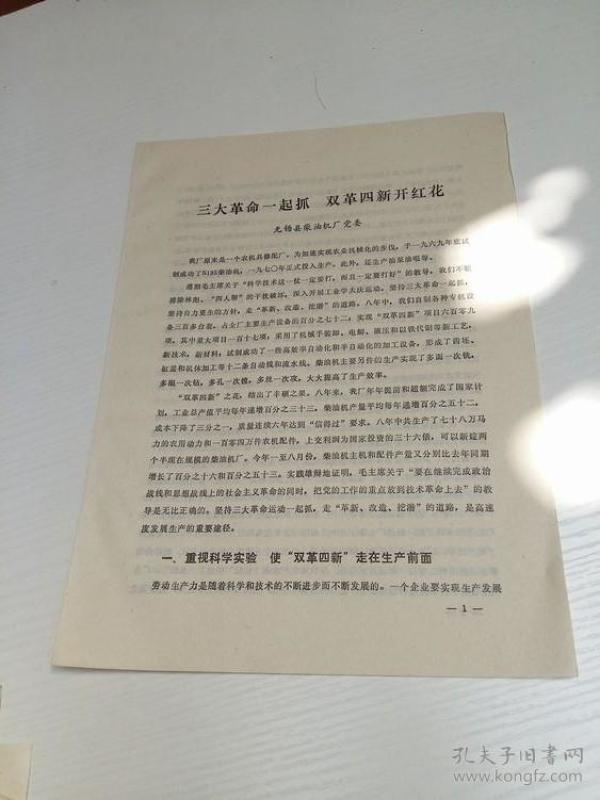 三大革命一起抓 双革四新开红花
无锡县柴油机厂党委
我厂原来是一个农机具修配厂。为加速实现农业机械化的步伐，于一九六九年底试
制成功了S195柴油机，一九七〇年正式投入生产。此外，还生产油泵油咀等。
遵照毛主席关于“科学技术这一仗一定要打，而且一定要打好”的教导，我们不断
排除林彪、“四人帮”的干扰破坏，深入开展工业学大庆运动。坚持三大革命一起抓，
坚持自力更生的方针，走“革新、改造、挖潜”的道路，八年中，我们自制各种专机设
备三百多台套，占全厂主要生产设备的百分之七十二；实现“双革四新”项目六百零九
项，其中重大项目一百十七项；采用了机械手装卸、电解、液压和以铁代铜等新工艺，
新技术，新材料；试制成功了一些高效率自动化和半自动化的加工设备，形成了齿坯、
缸盖和机体加工等十二条自动线和流水线。柴油机主要另件的生产实现了多面一次铣，
多眼一次钻，多孔一次镗，多丝一次攻，大大提高了生产效率。
“双革四新”之花，结出了丰硕之果。八年来，我厂年年提前和超额完成了国家计
划，工业总产值平均每年递增百分之三十三，柴油机产量平均每年递增百分之五十二，
成本下降了三分之一，质量连续六年达到“信得过”要求。八年中共生产了七十八万马
力的农用动力和一百零四万件农机配件，上交利润为国家投资的三十六倍，可以新建两
个半现在规模的柴油机厂。今年一至八月份，柴油机主机和配件产量又分别比去年同期
增长了百分之十六和百分之五十三。实践雄辩地证明，毛主席关于“要在继续完成政治
战线和思想战线上的社会主义革命的同时，把党的工作的重点放到技术革命上去”的教
导是无比正确的。坚持三大革命运动一起抓，走“革新、改造、挖潜”的道路，是高速
度发展生产的重要途径。
一、重视科学实验 使“双革四新”走在生产前面
劳动生产力是随着科学和技术的不断进步而不断发展的。一个企业要实现生产发展
— 1 —
孔夫子旧书网
www.kongfz.com